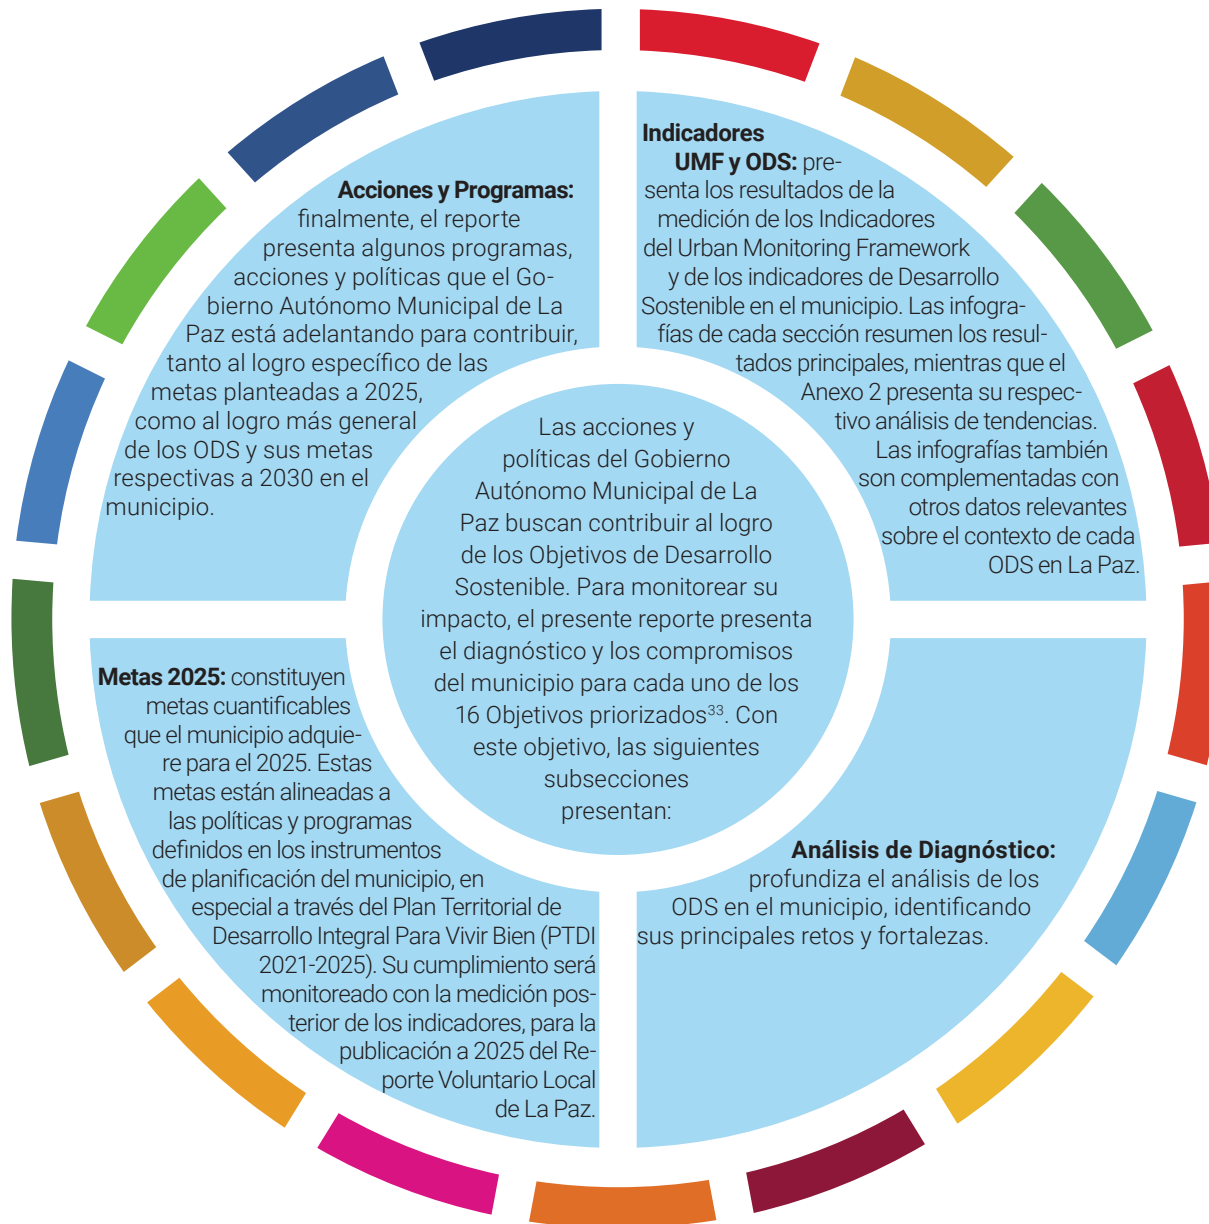 Las acciones y
políticas del Gobierno
Autónomo Municipal de La
Paz buscan contribuir al logro
de los Objetivos de Desarrollo
Sostenible. Para monitorear su
impacto, el presente reporte presenta
el diagnóstico y los compromisos
del municipio para cada uno de los
16 Objetivos priorizados³³. Con
este objetivo, las siguientes
subsecciones
presentan:
Indicadores
UMF y ODS: pre-
senta los resultados de la
medición de los Indicadores
del Urban Monitoring Framework
y de los indicadores de Desarrollo
Sostenible en el municipio. Las infogra-
fías de cada sección resumen los resul-
tados principales, mientras que el
Anexo 2 presenta su respec-
tivo análisis de tendencias.
Las infografías también
son complementadas con
otros datos relevantes
sobre el contexto de cada
ODS en La Paz.
Análisis de Diagnóstico:
profundiza el análisis de los
ODS en el municipio, identificando
sus principales retos y fortalezas.
Metas 2025: constituyen
metas cuantificables
que el municipio adquie-
re para el 2025. Estas
metas están alineadas a
las políticas y programas
definidos en los instrumentos
de planificación del municipio, en
especial a través del Plan Territorial de
Desarrollo Integral Para Vivir Bien (PTDI
2021-2025). Su cumplimiento será
monitoreado con la medición pos-
terior de los indicadores, para la
publicación a 2025 del Re-
porte Voluntario Local
de La Paz.
Acciones y Programas:
finalmente, el reporte
presenta algunos programas,
acciones y políticas que el Go-
bierno Autónomo Municipal de La
Paz está adelantando para contribuir,
tanto al logro específico de las
metas planteadas a 2025,
como al logro más general
de los ODS y sus metas
respectivas a 2030 en el
municipio.